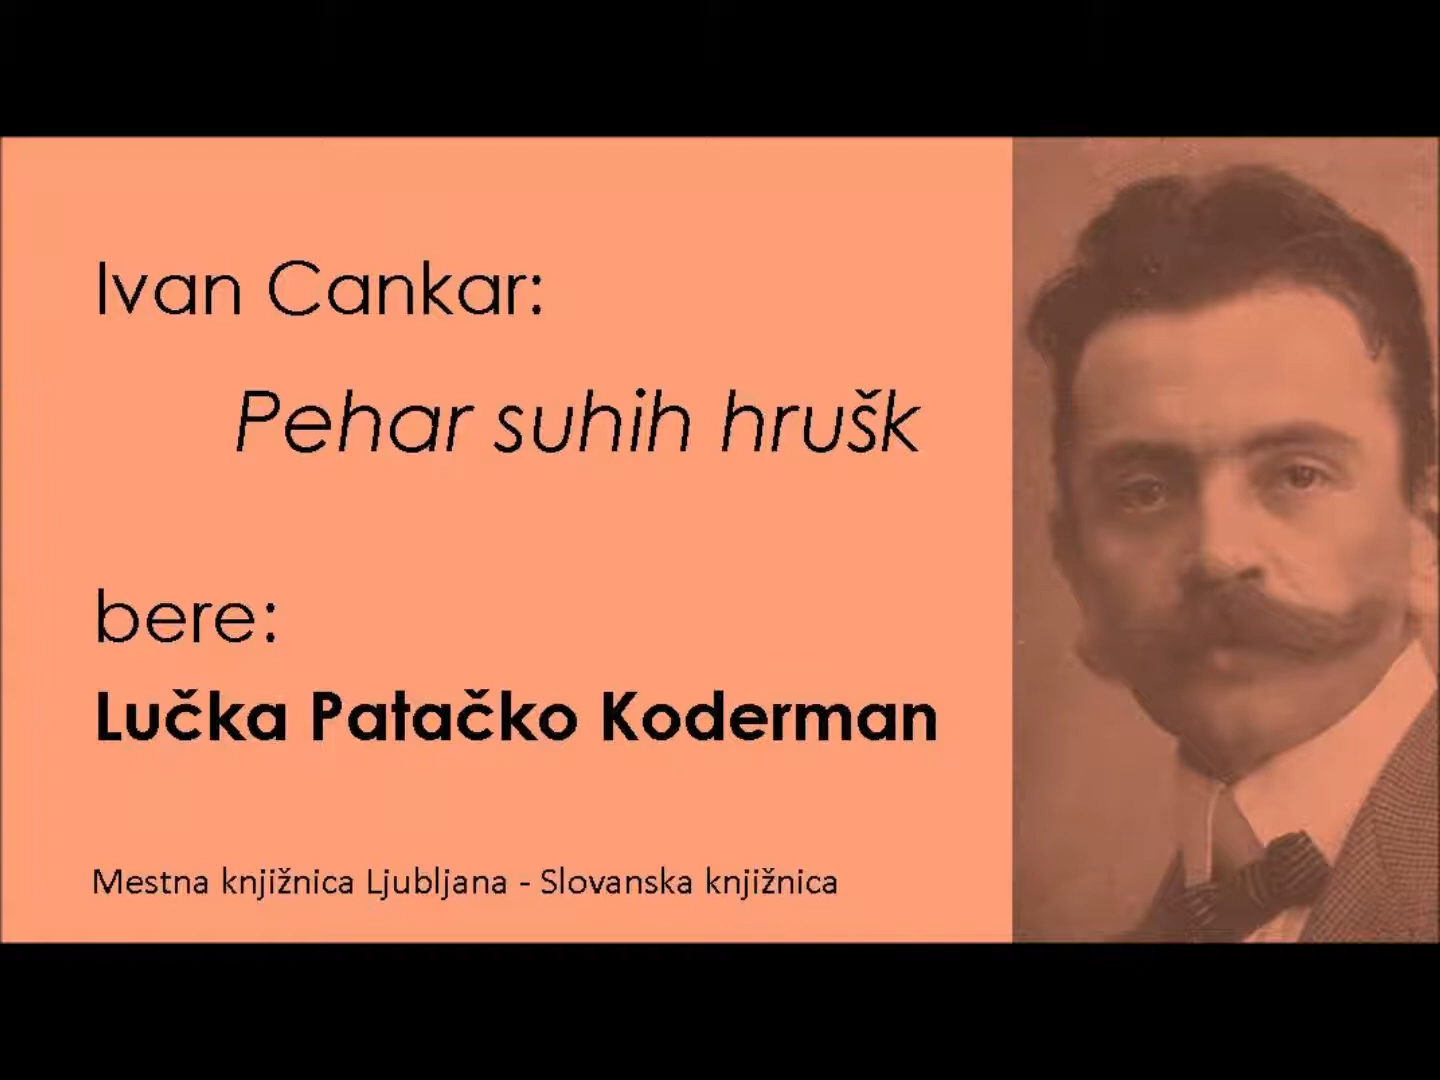 Ivan Cankar:
Pehar suhih hrušk
bere:
Lučka Patačko Koderman
Mestna knjižnica Ljubljana - Slovanska knjižnica